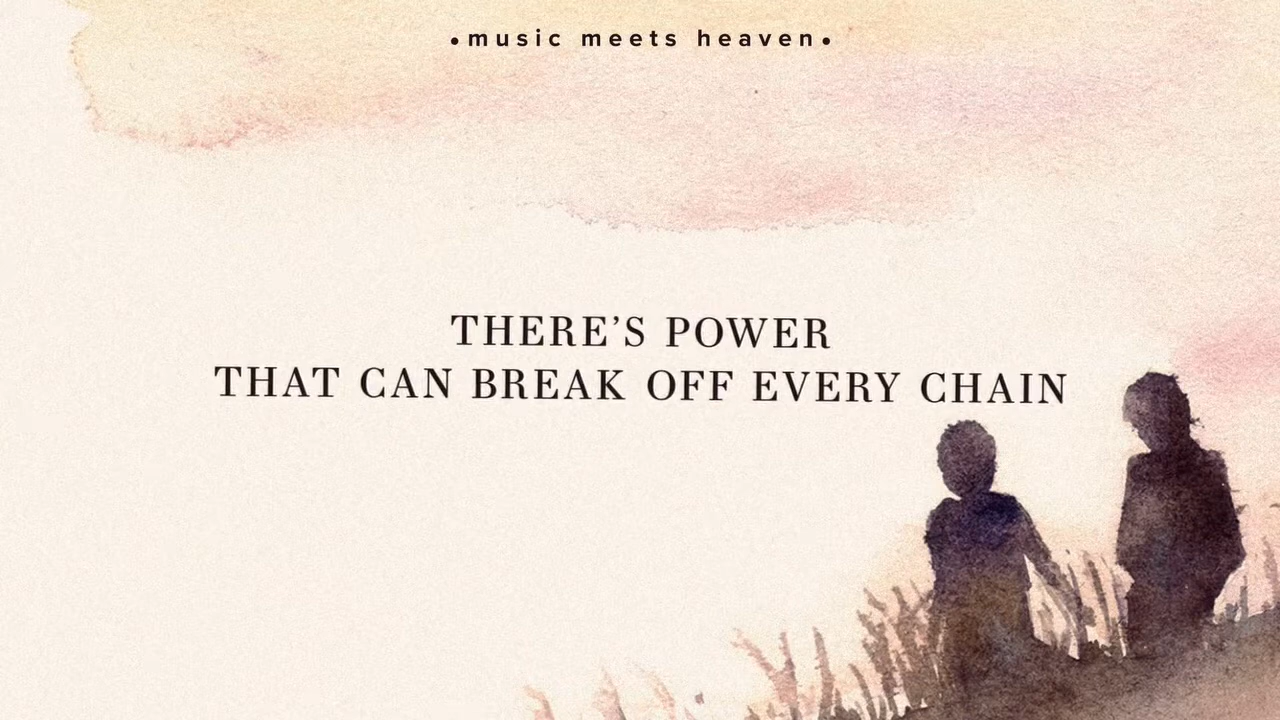 •music meets heaven•
THERE’S POWER
THAT CAN BREAK OFF EVERY CHAIN